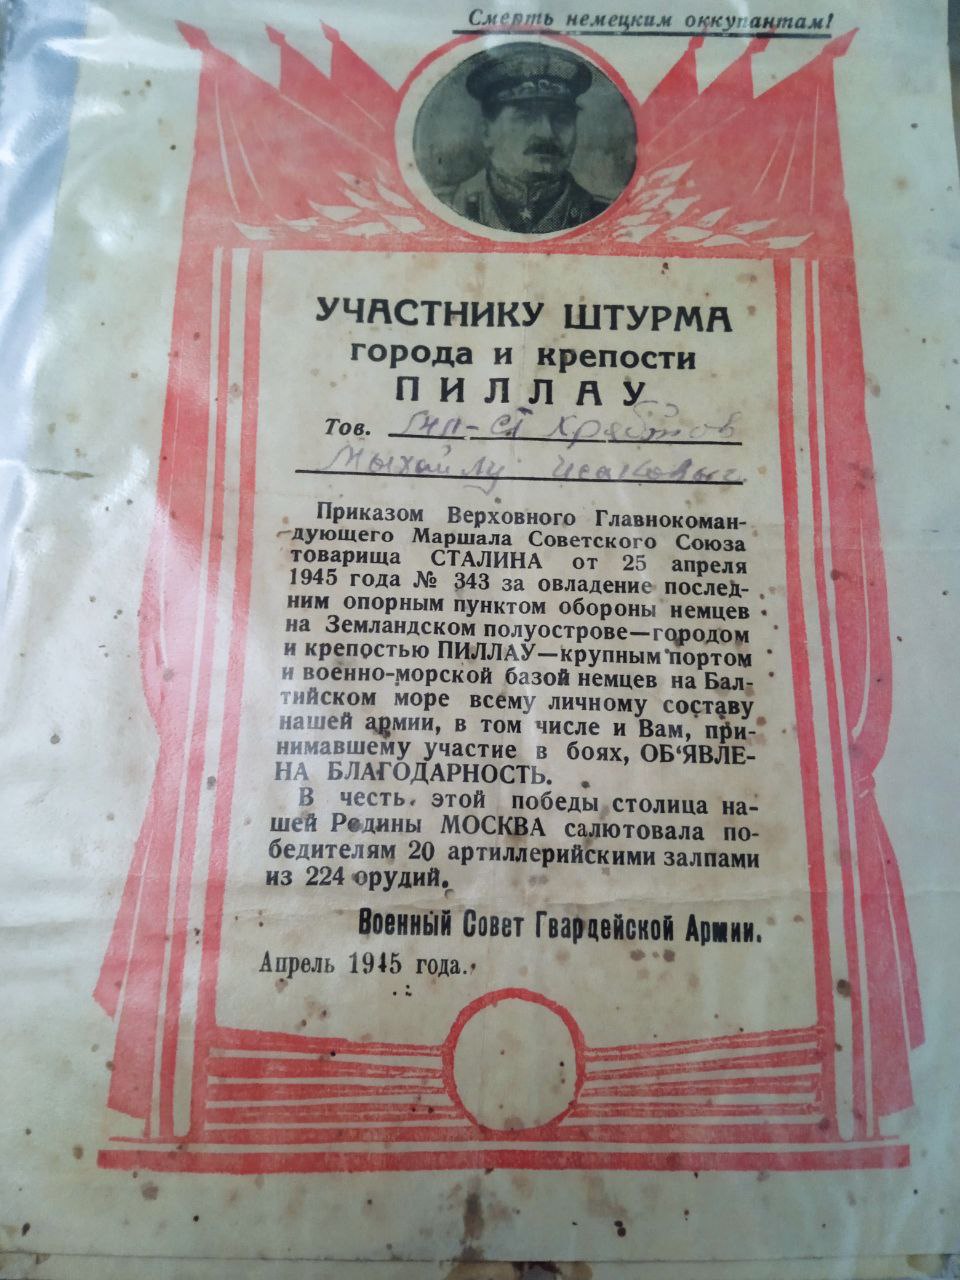 Смерть немецким оккупантам!
УЧАСТНИКУ ШТУРМА
города и крепости
ПИЛЛАУ
Тов. гв-ст
Мыхайлу Исаковыч
Приказом Верховного Главнокоман-
дующего Маршала Советского Союза
товарища СТАЛИНА от 25 апреля
1945 года № 343 за овладение послед-
ним опорным пунктом обороны немцев
на Земландском полуострове—городом
и крепостью ПИЛЛАУ—крупным портом
и военно-морской базой немцев на Бал-
тийском море всему личному составу
нашей армии, в том числе и Вам, при-
нимавшему участие в боях, ОБ‘ЯВЛЕ-
НА БЛАГОДАРНОСТЬ.
В честь этой победы столица на-
шей Родины МОСКВА салютовала по-
бедителям 20 артиллерийскими залпами
из 224 орудий.
Военный Совет Гвардейской Армии.
Апрель 1945 года.